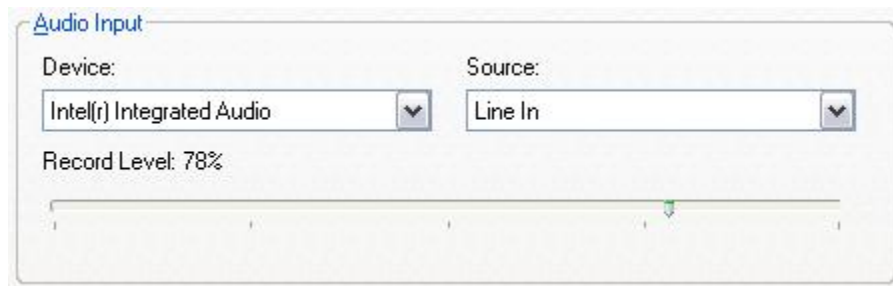 Audio Input
Device:
Source:
Intel(r) Integrated Audio
Line In
Record Level: 78%